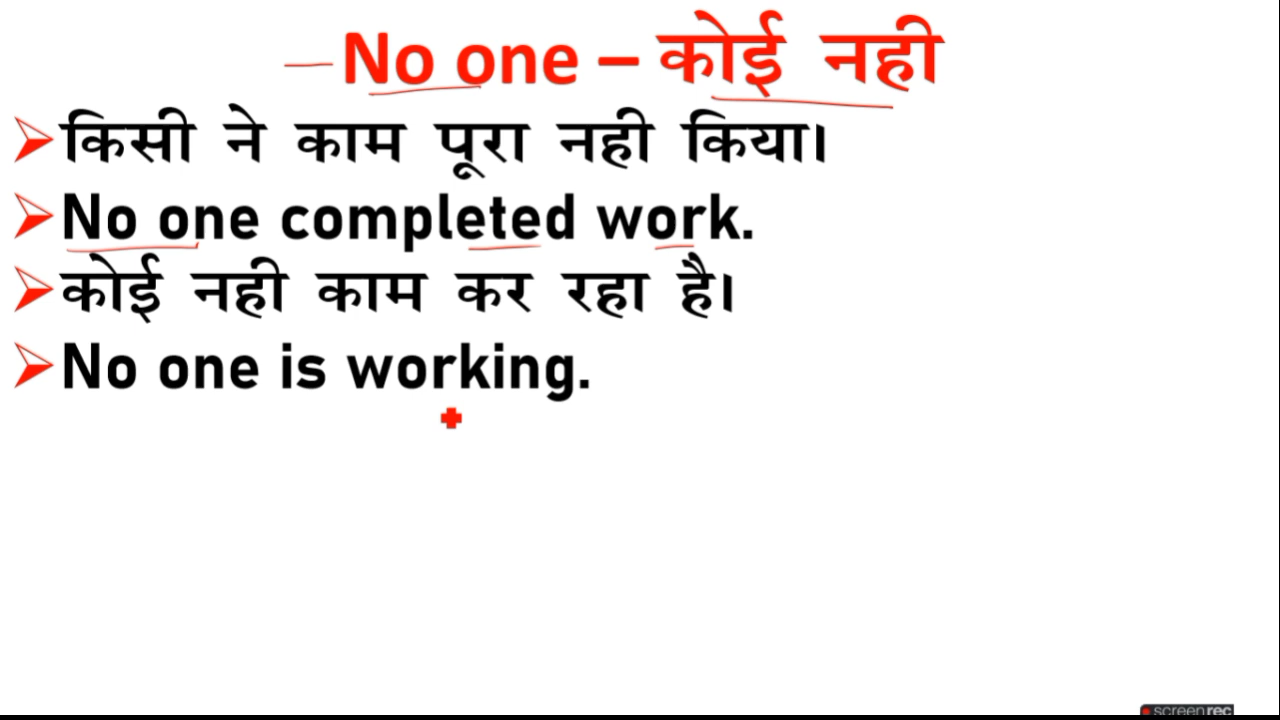 No one – कोई नही
किसी ने काम पूरा नही किया।
No one completed work.
कोई नही काम कर रहा है।
No one is working.
screenrec